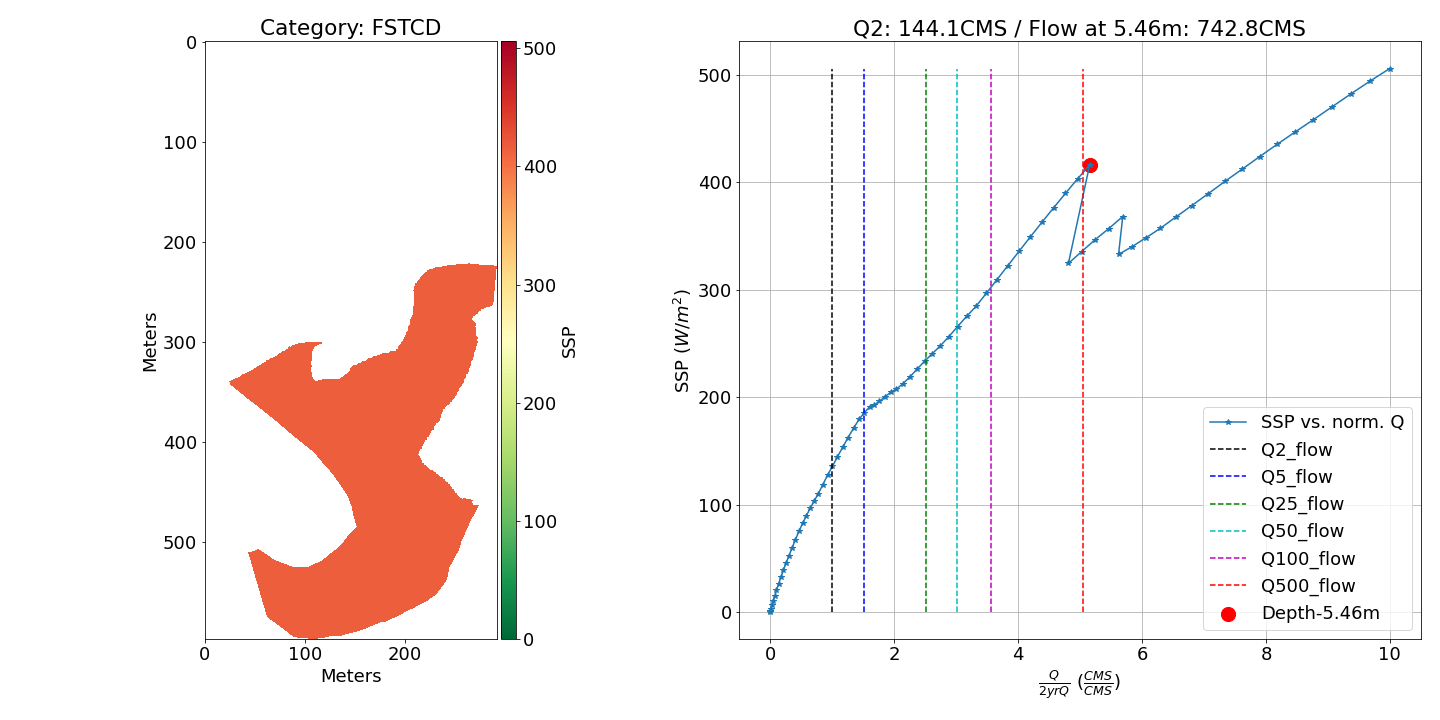 Category: FSTCD
0
100
200
300
400
500
Meters
0
100
200
Meters
500
400
300
200
100
0
SSP
Q2: 144.1CMS / Flow at 5.46m: 742.8CMS
500
400
300
200
100
0
SSP (W/m²)
0
2
4
6
8
10
Q/2yrQ (CMS/CMS)
SSP vs. norm. Q
Q2_flow
Q5_flow
Q25_flow
Q50_flow
Q100_flow
Q500_flow
Depth-5.46m